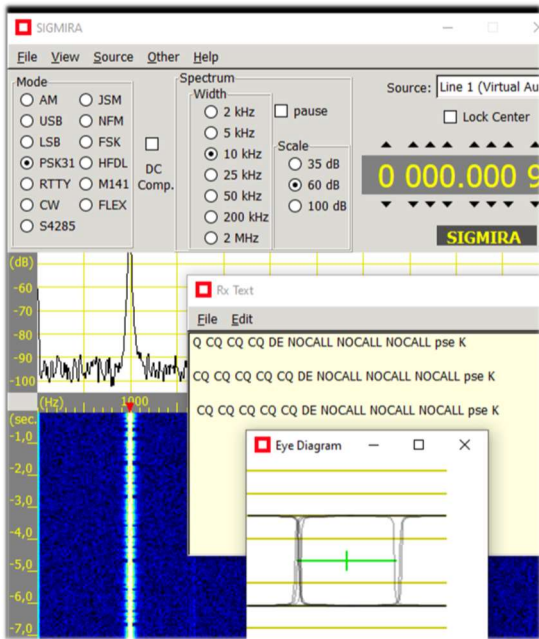 SIGMIRA
File View Source Other Help
Mode
AM JSM
USB NFM
LSB FSK
PSK31 HFDL
RTTY M141
CW FLEX
S4285
DC
Comp.
Spectrum
Width
2 kHz
5 kHz
10 kHz
25 kHz
50 kHz
200 kHz
2 MHz
pause
Scale
35 dB
60 dB
100 dB
Source: Line 1 (Virtual Au
Lock Center
0 000.000 9
SIGMIRA
(dB)
-60
-70
-80
-90
-100
(Hz) 1000
(sec.
-1,0
-2,0
-3,0
-4,0
-5,0
-6,0
-7,0
Rx Text
File Edit
Q CQ CQ CQ DE NOCALL NOCALL NOCALL pse K
CQ CQ CQ CQ CQ DE NOCALL NOCALL NOCALL pse K
CQ CQ CQ CQ CQ DE NOCALL NOCALL NOCALL pse K
Eye Diagram